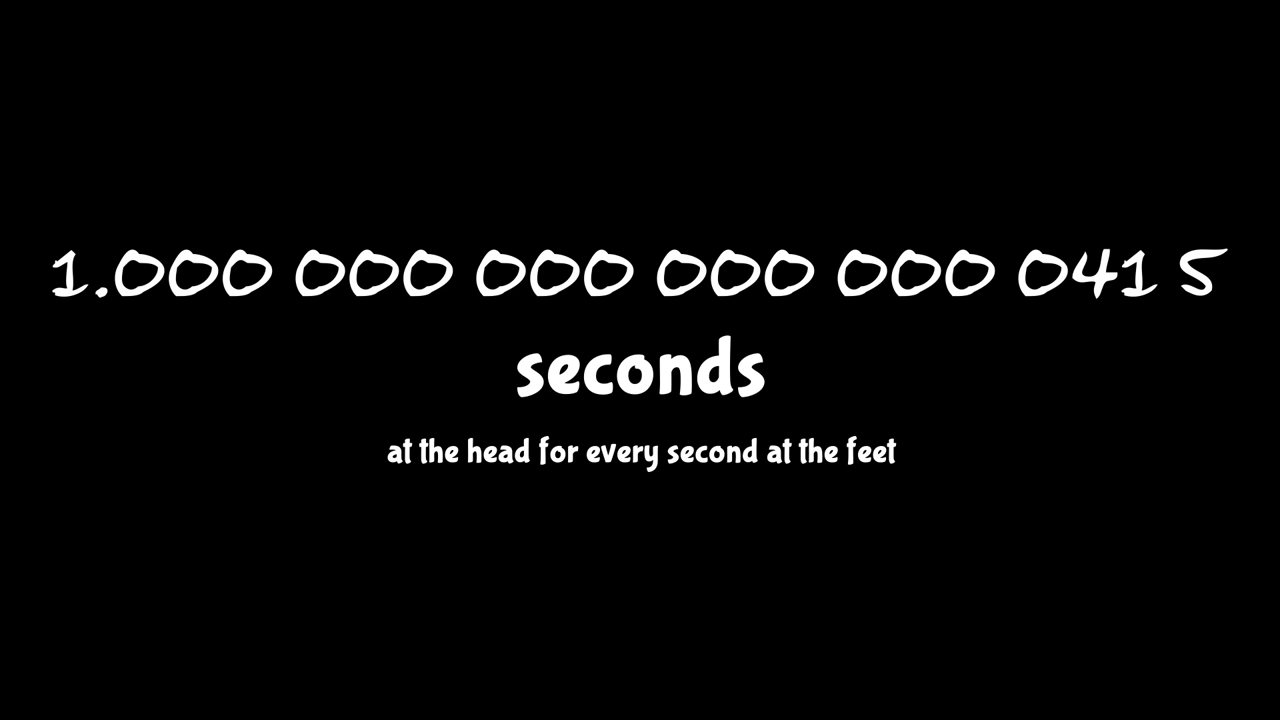 1.000 000 000 000 000 041 5
seconds
at the head for every second at the feet